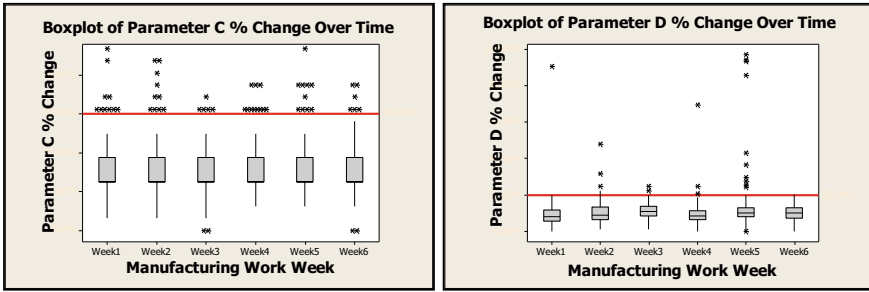 Boxplot of Parameter C % Change Over Time
Parameter C % Change
Week1 Week2 Week3 Week4 Week5 Week6
Manufacturing Work Week
Boxplot of Parameter D % Change Over Time
Parameter D % Change
Week1 Week2 Week3 Week4 Week5 Week6
Manufacturing Work Week